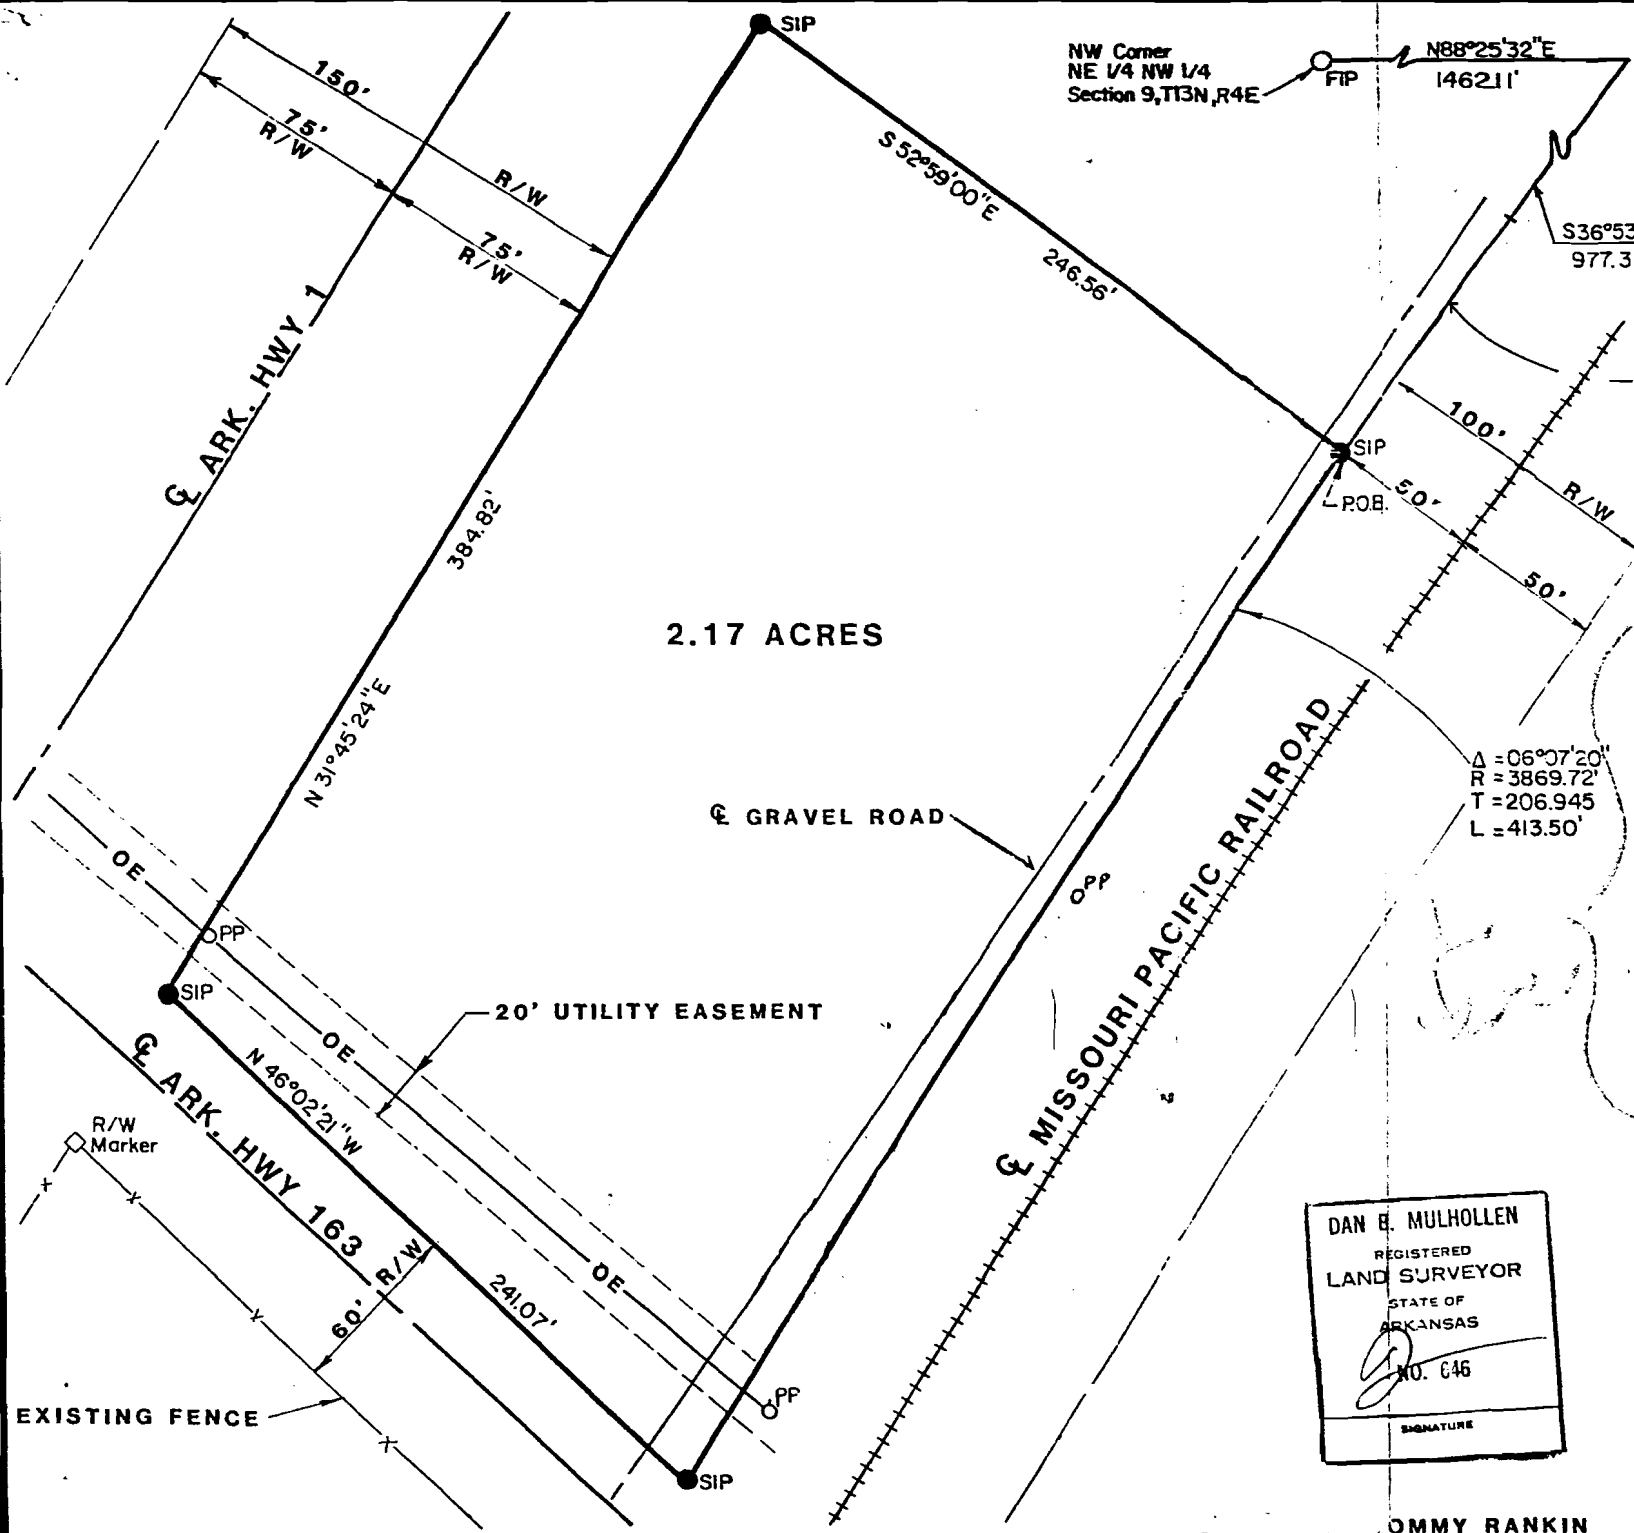 SIP
NW Corner
NE 1/4 NW 1/4
Section 9, T13N, R4E
FIP
N88°25'32"E
1462.11'
150'
R/W
75'
R/W
75'
R/W
S 52°59'00"E
246.56'
S36°53
977.3
℄ ARK. HWY 1
100'
R/W
SIP
P.O.B.
50'
50'
384.82'
N 31°45'24"E
2.17 ACRES
Δ = 06°07'20"
R = 3869.72'
T = 206.945
L = 413.50'
℄ GRAVEL ROAD
℄ MISSOURI PACIFIC RAILROAD
PP
OE
PP
SIP
20' UTILITY EASEMENT
OE
N 46°02'21"W
241.07'
℄ ARK. HWY 163
R/W
Marker
60' R/W
OE
PP
EXISTING FENCE
SIP
DAN B. MULHOLLEN
REGISTERED
LAND SURVEYOR
STATE OF
ARKANSAS
NO. 646
SIGNATURE
OMMY RANKIN